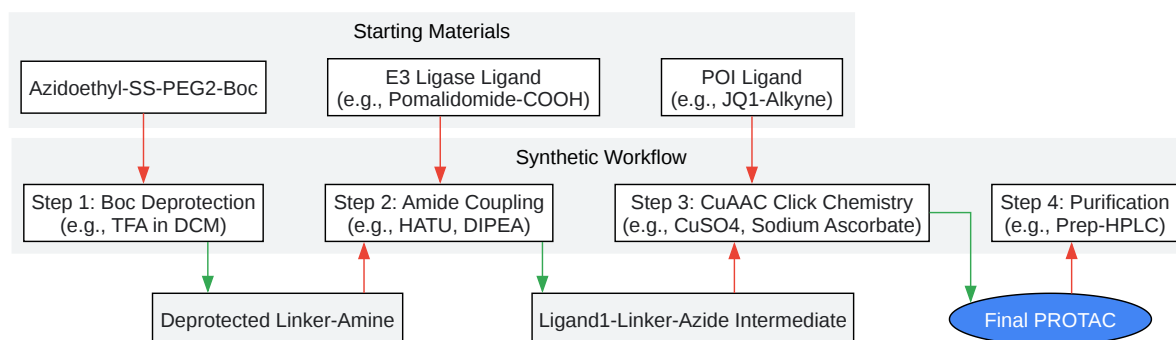 Starting Materials
Azidoethyl-SS-PEG2-Boc
E3 Ligase Ligand
(e.g., Pomalidomide-COOH)
POI Ligand
(e.g., JQ1-Alkyne)
Synthetic Workflow
Step 1: Boc Deprotection
(e.g., TFA in DCM)
Step 2: Amide Coupling
(e.g., HATU, DIPEA)
Step 3: CuAAC Click Chemistry
(e.g., CuSO4, Sodium Ascorbate)
Step 4: Purification
(e.g., Prep-HPLC)
Deprotected Linker-Amine
Ligand1-Linker-Azide Intermediate
Final PROTAC